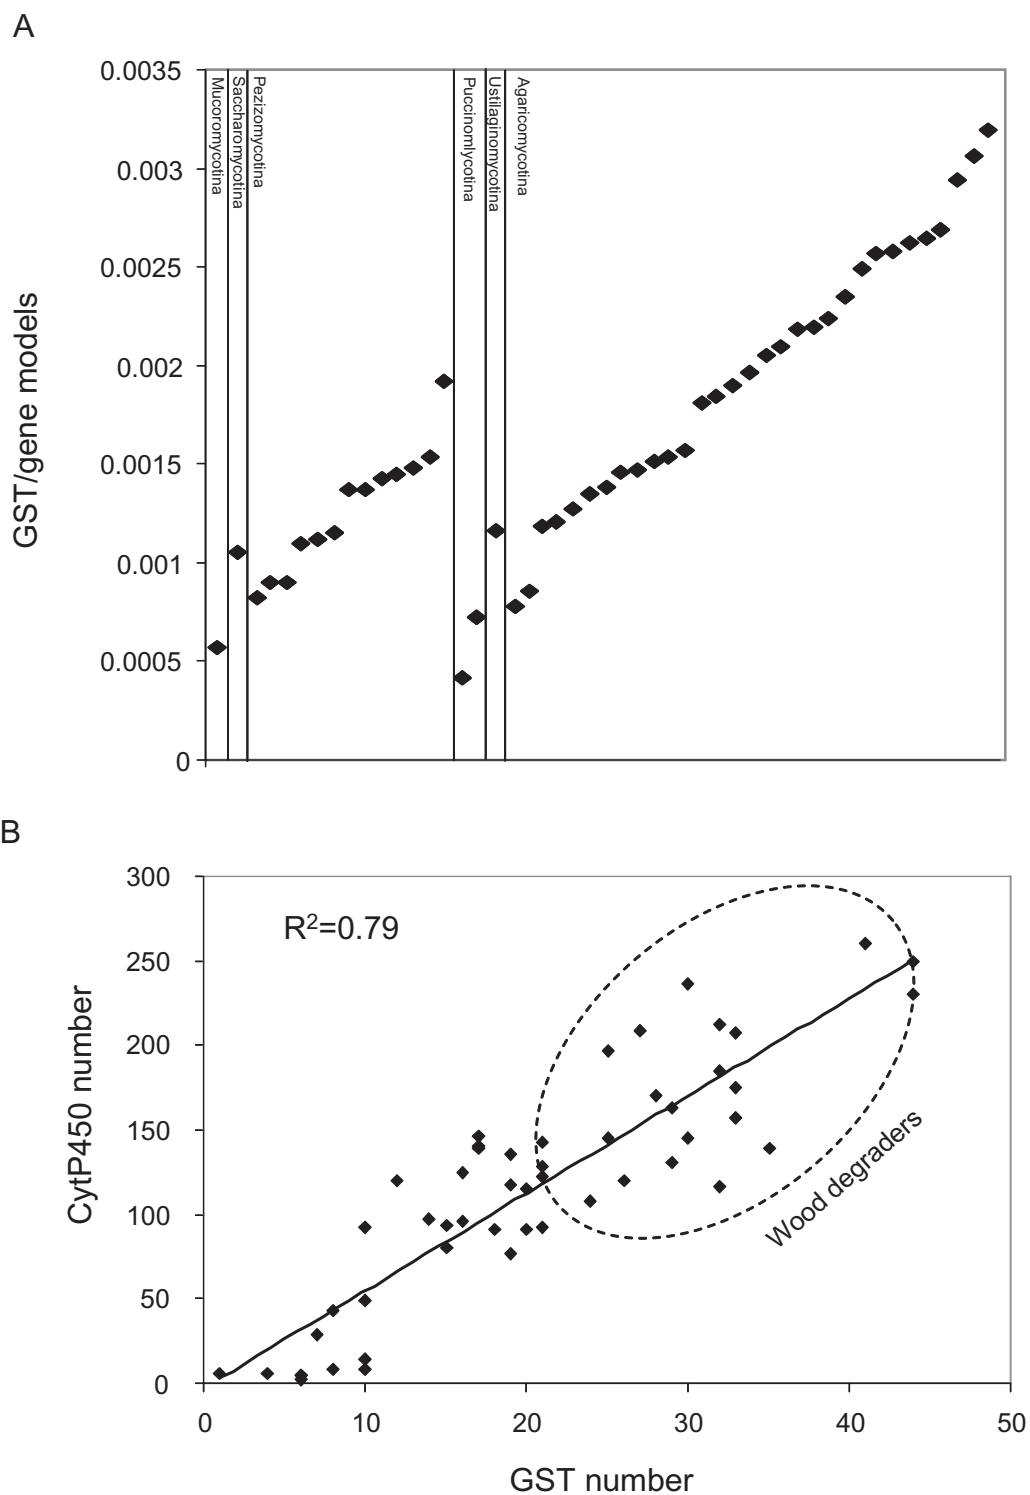 A
GST/gene models
0.0035
0.003
0.0025
0.002
0.0015
0.001
0.0005
0
Mucoromycotina
Saccharomycotina
Pezizomycotina
Puccinomlycotina
Ustilaginomycotina
Agaricomycotina
B
CytP450 number
300
250
200
150
100
50
0
R²=0.79
Wood degraders
0 10 20 30 40 50
GST number